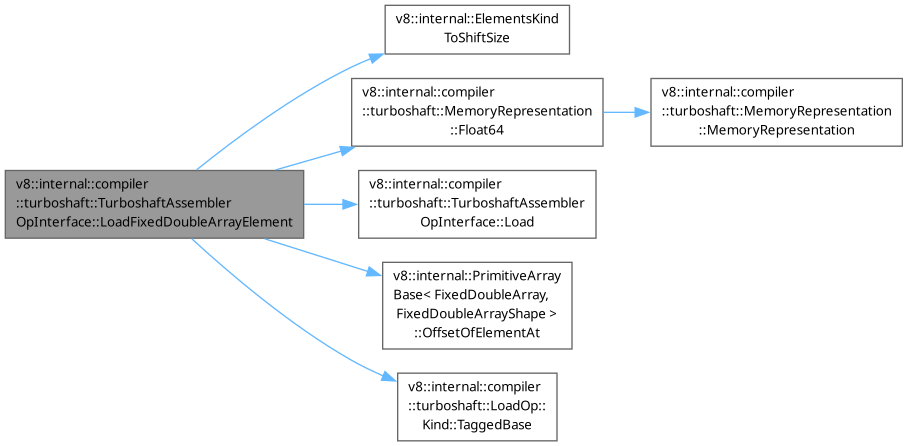 v8::internal::ElementsKind
ToShiftSize
v8::internal::compiler
::turboshaft::MemoryRepresentation
::Float64
v8::internal::compiler
::turboshaft::MemoryRepresentation
::MemoryRepresentation
v8::internal::compiler
::turboshaft::TurboshaftAssembler
OpInterface::LoadFixedDoubleArrayElement
v8::internal::compiler
::turboshaft::TurboshaftAssembler
OpInterface::Load
v8::internal::PrimitiveArray
Base< FixedDoubleArray,
FixedDoubleArrayShape >
::OffsetOfElementAt
v8::internal::compiler
::turboshaft::LoadOp::
Kind::TaggedBase